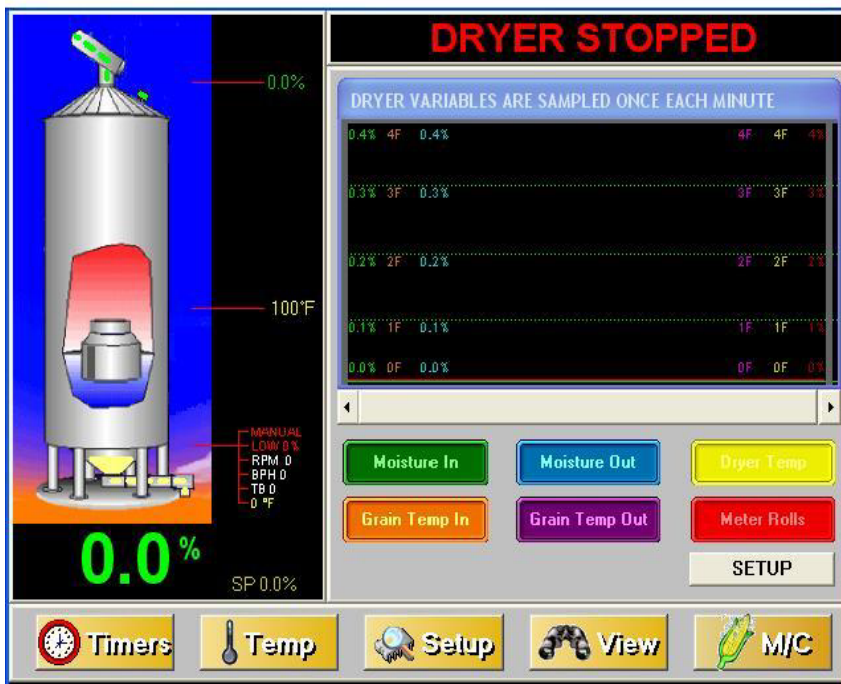 DRYER STOPPED
0.0%
100°F
MANUAL
LOW 0%
RPM 0
BPH 0
TB 0
0 °F
0.0%
SP 0.0%
DRYER VARIABLES ARE SAMPLED ONCE EACH MINUTE
0.4% 4F 0.4% 4F 4F 4%
0.3% 3F 0.3% 3F 3F 3%
0.2% 2F 0.2% 2F 2F 2%
0.1% 1F 0.1% 1F 1F 1%
0.0% 0F 0.0% 0F 0F 0%
Moisture In Moisture Out Dryer Temp
Grain Temp In Grain Temp Out Meter Rolls
SETUP
Timers Temp Setup View M/C